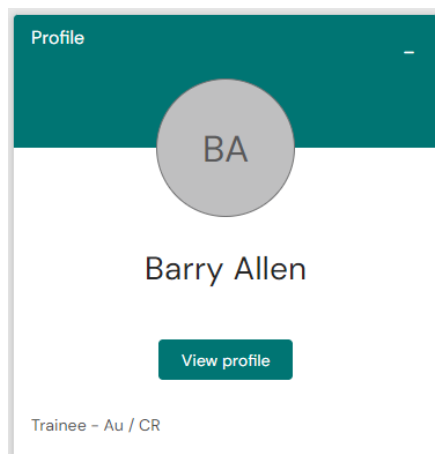 Profile
BA
Barry Allen
View profile
Trainee - Au / CR